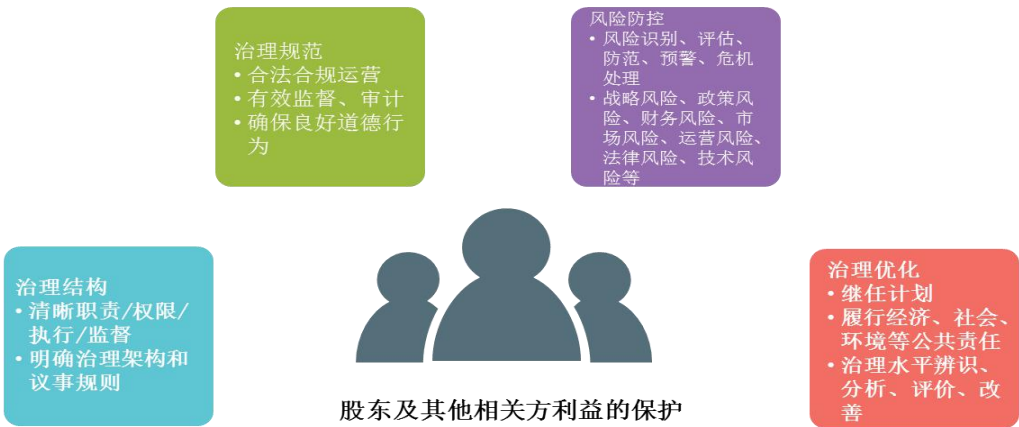 治理规范
• 合法合规运营
• 有效监督、审计
• 确保良好道德行
为
风险防控
• 风险识别、评估、
防范、预警、危机
处理
• 战略风险、政策风
险、财务风险、市
场风险、运营风险、
法律风险、技术风
险等
治理结构
• 清晰职责/权限/
执行/监督
• 明确治理架构和
议事规则
治理优化
• 继任计划
• 履行经济、社会、
环境等公共责任
• 治理水平辨识、
分析、评价、改
善
股东及其他相关方利益的保护